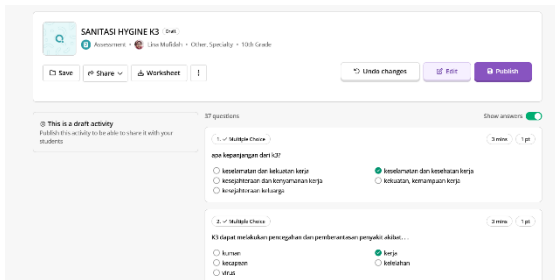 SANITASI HYGINE K3 Draft
Assessment • Lina Mufidah • Other, Specialty • 10th Grade
Save Share Worksheet
Undo changes Edit Publish
This is a draft activity
Publish this activity to be able to share it with your
students
37 questions Show answers
1. Multiple Choice 3 mins 1 pt
apa kepanjangan dari k3?
keselamatan dan kekuatan kerja
keselamatan dan kesehatan kerja
kesejahteraan dan kenyamanan kerja
kekuatan, kemampuan kerja
kesejahteraan keluarga
2. Multiple Choice 3 mins 1 pt
K3 dapat melakukan pencegahan dan pemberantasan penyakit akibat....
kuman
kerja
kecapean
kelelahan
virus